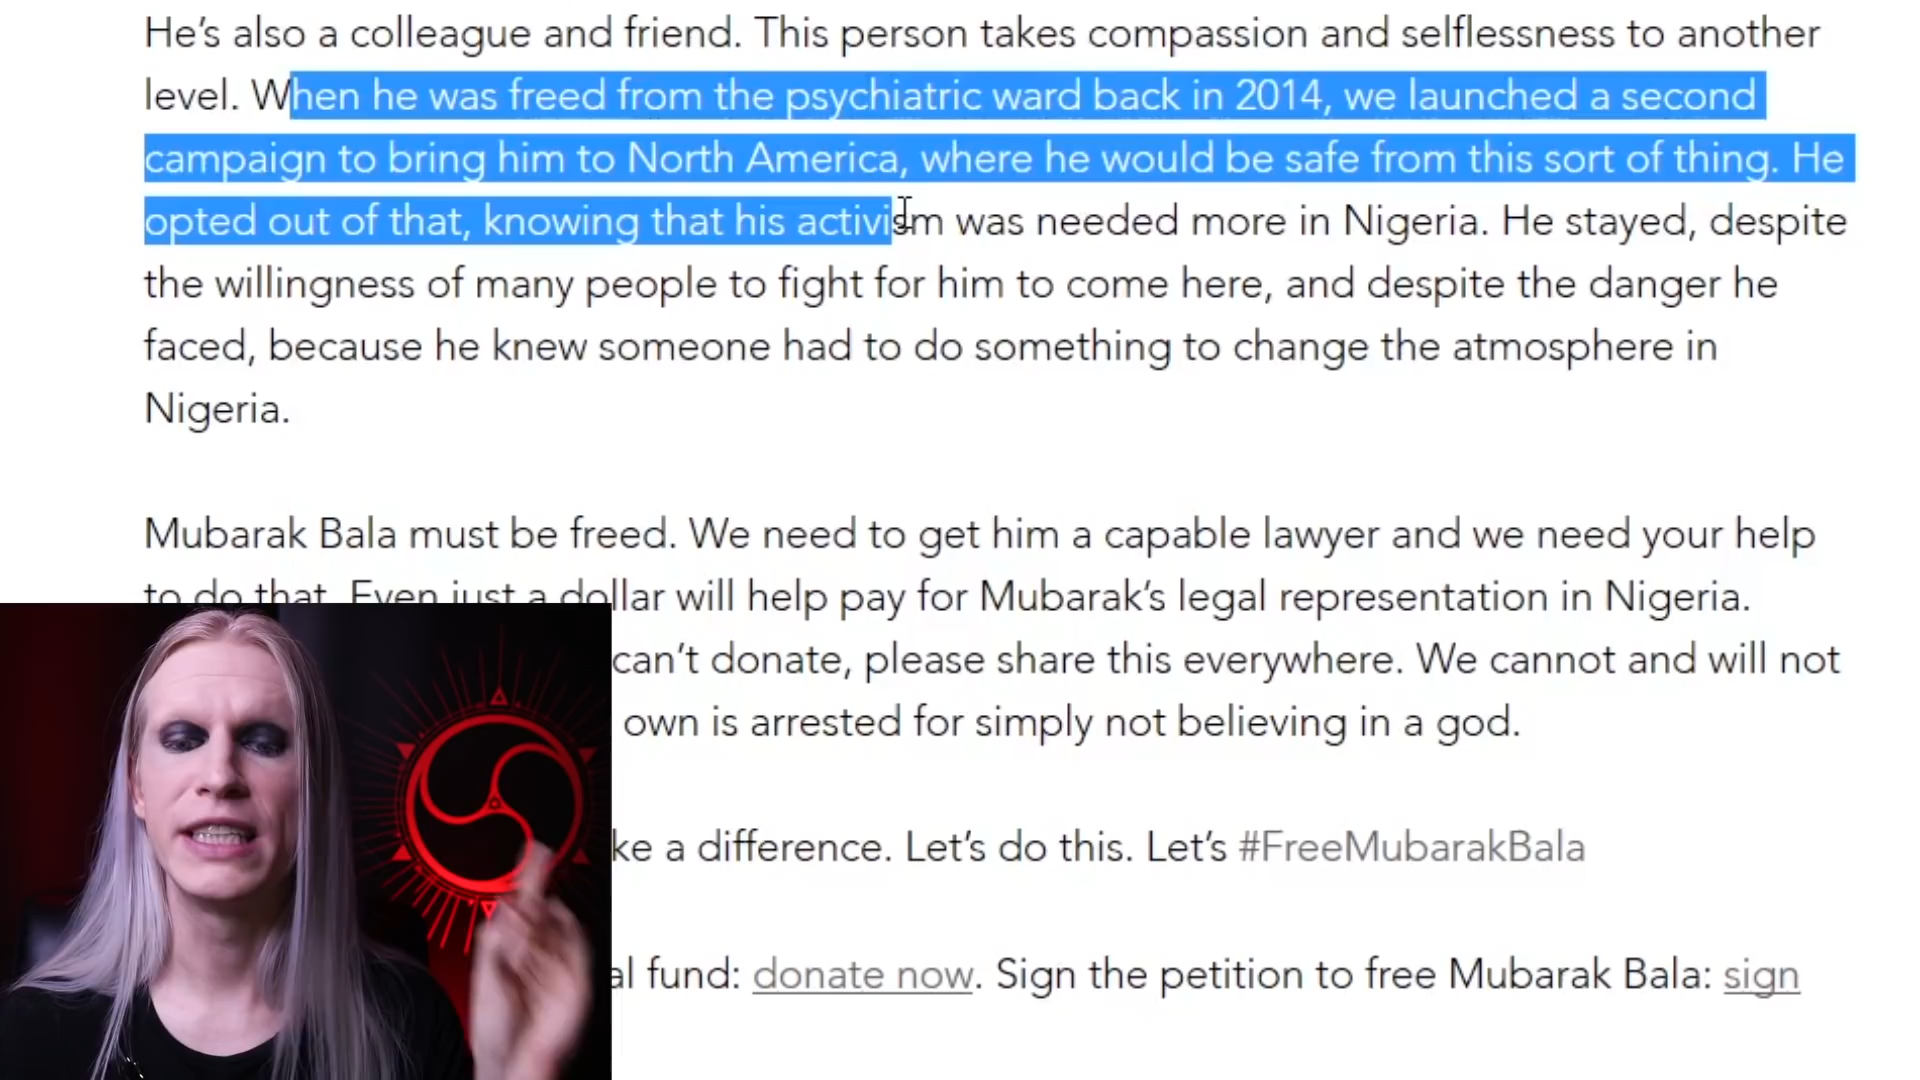 He’s also a colleague and friend. This person takes compassion and selflessness to another
level. When he was freed from the psychiatric ward back in 2014, we launched a second
campaign to bring him to North America, where he would be safe from this sort of thing. He
opted out of that, knowing that his activism was needed more in Nigeria. He stayed, despite
the willingness of many people to fight for him to come here, and despite the danger he
faced, because he knew someone had to do something to change the atmosphere in
Nigeria.
Mubarak Bala must be freed. We need to get him a capable lawyer and we need your help
to do that. Even just a dollar will help pay for Mubarak’s legal representation in Nigeria.
can’t donate, please share this everywhere. We cannot and will not
own is arrested for simply not believing in a god.
ke a difference. Let’s do this. Let’s #FreeMubarakBala
al fund: donate now. Sign the petition to free Mubarak Bala: sign